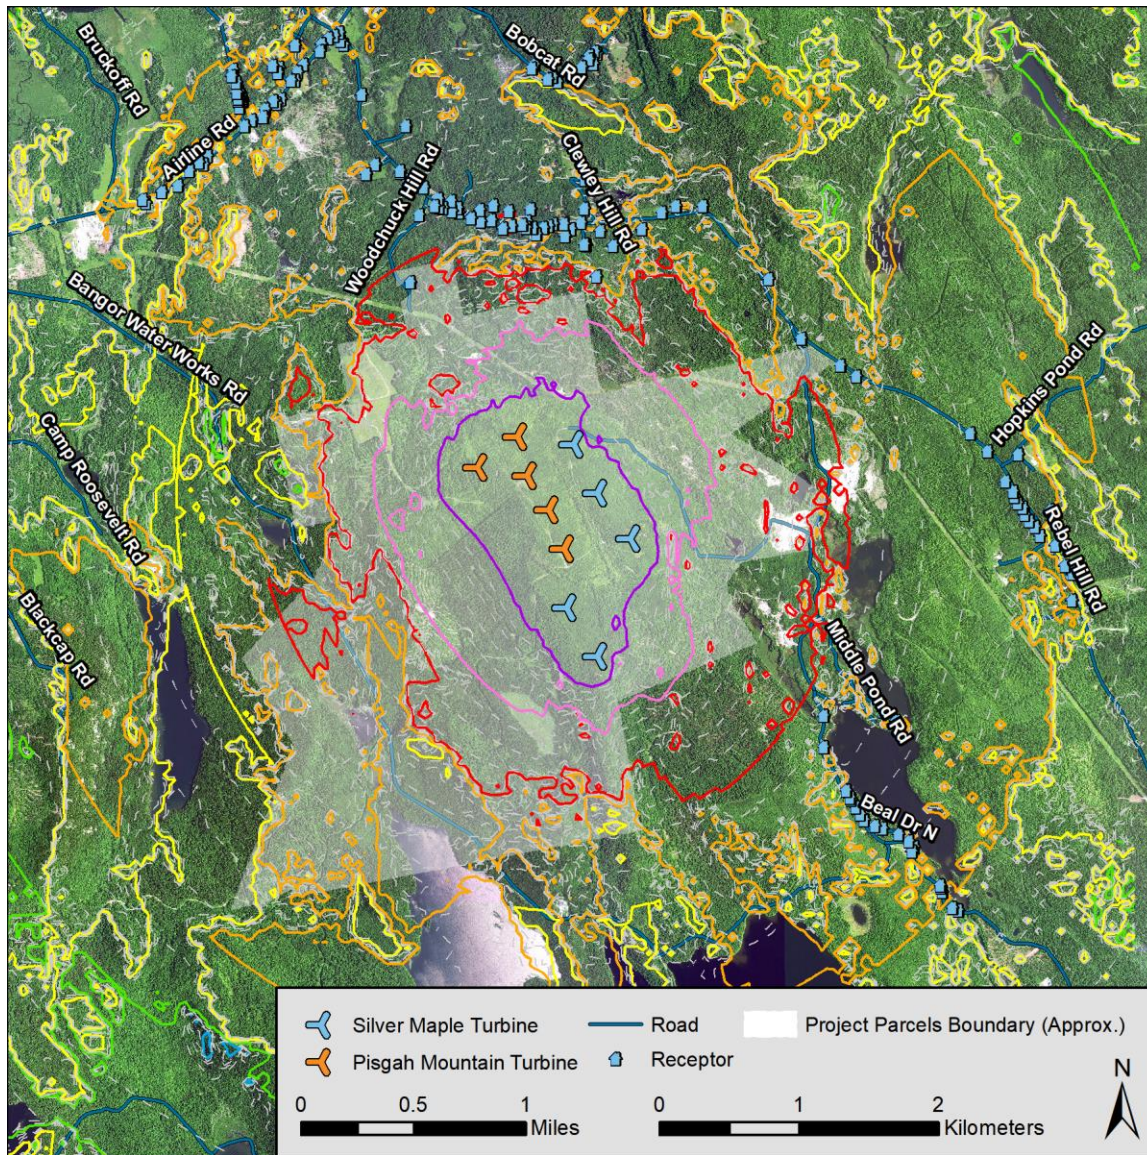 Bruckoff Rd
Bobcat Rd
Airline Rd
Clewley Hill Rd
Woodchuck Hill Rd
Bangor Water Works Rd
Hopkins Pond Rd
Camp Roosevelt Rd
Rebel Hill Rd
Blackcap Rd
Middle Pond Rd
Beal Dr N
Silver Maple Turbine
Road
Project Parcels Boundary (Approx.)
Pisgah Mountain Turbine
Receptor
N
0 0.5 1
Miles
0 1 2
Kilometers